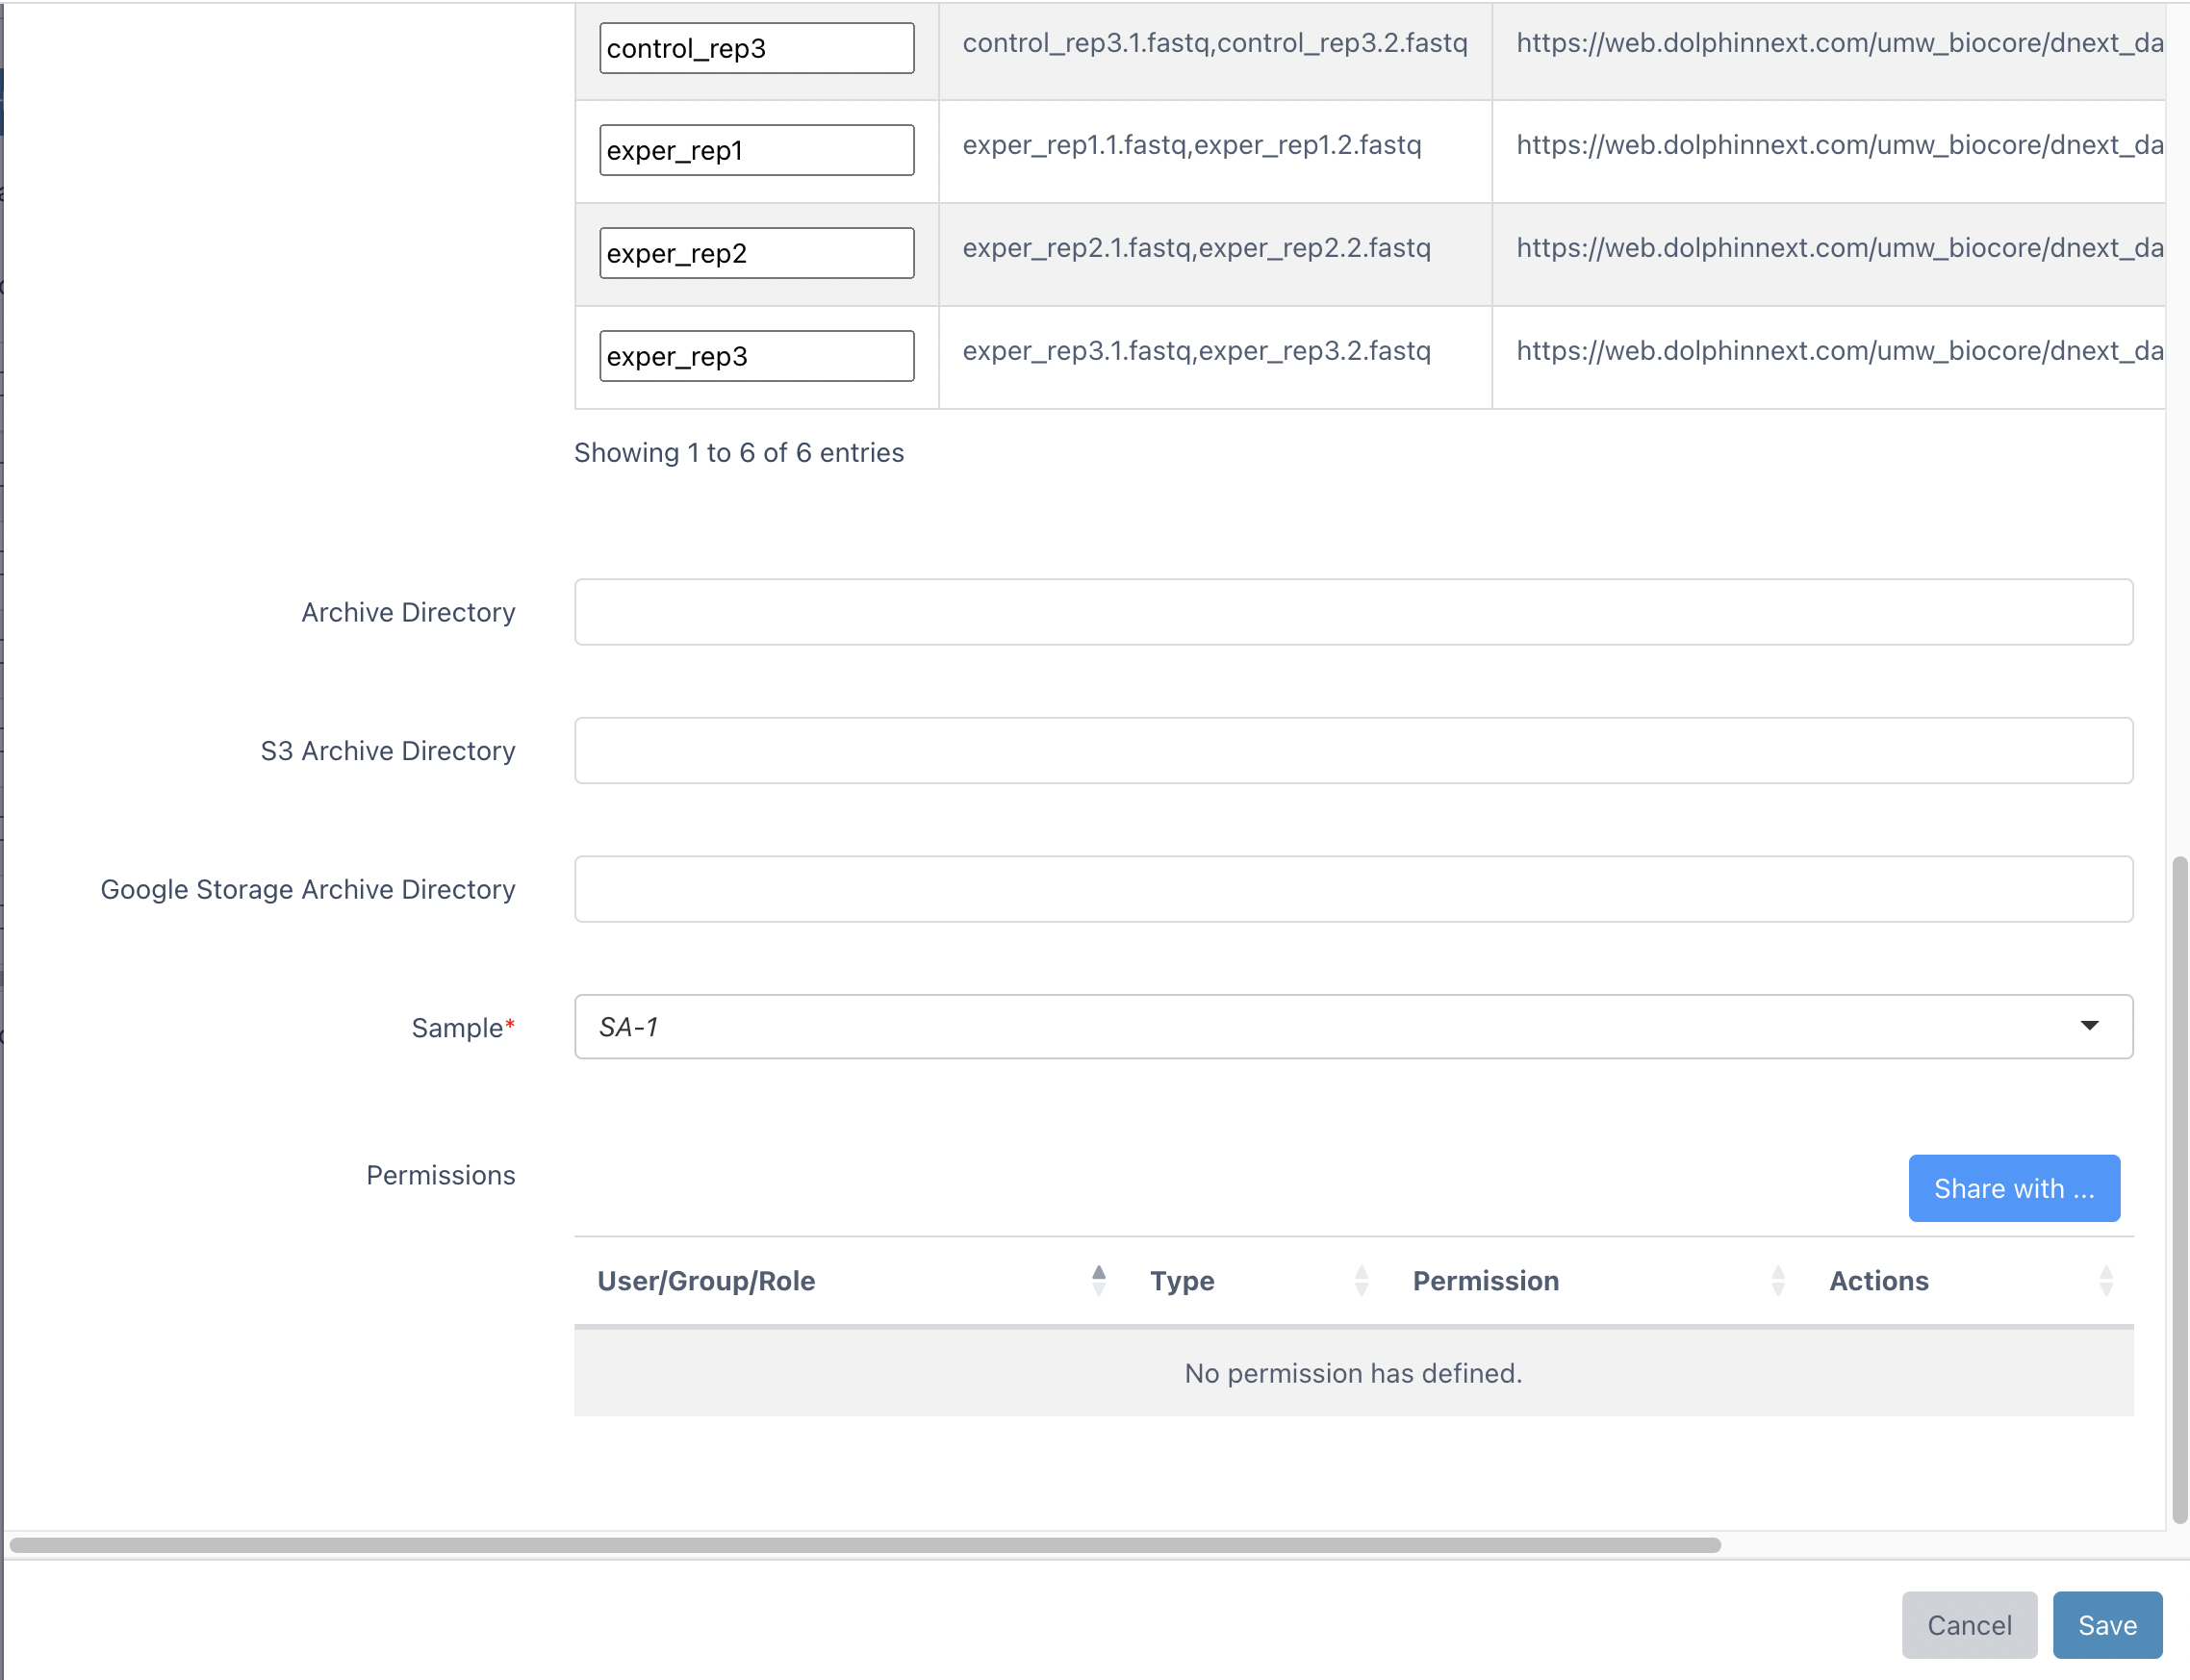 control_rep3 control_rep3.1.fastq,control_rep3.2.fastq https://web.dolphinnext.com/umw_biocore/dnext_da
exper_rep1 exper_rep1.1.fastq,exper_rep1.2.fastq https://web.dolphinnext.com/umw_biocore/dnext_da
exper_rep2 exper_rep2.1.fastq,exper_rep2.2.fastq https://web.dolphinnext.com/umw_biocore/dnext_da
exper_rep3 exper_rep3.1.fastq,exper_rep3.2.fastq https://web.dolphinnext.com/umw_biocore/dnext_da
Showing 1 to 6 of 6 entries
Archive Directory
S3 Archive Directory
Google Storage Archive Directory
Sample* SA-1
Permissions Share with ...
User/Group/Role Type Permission Actions
No permission has defined.
Cancel Save